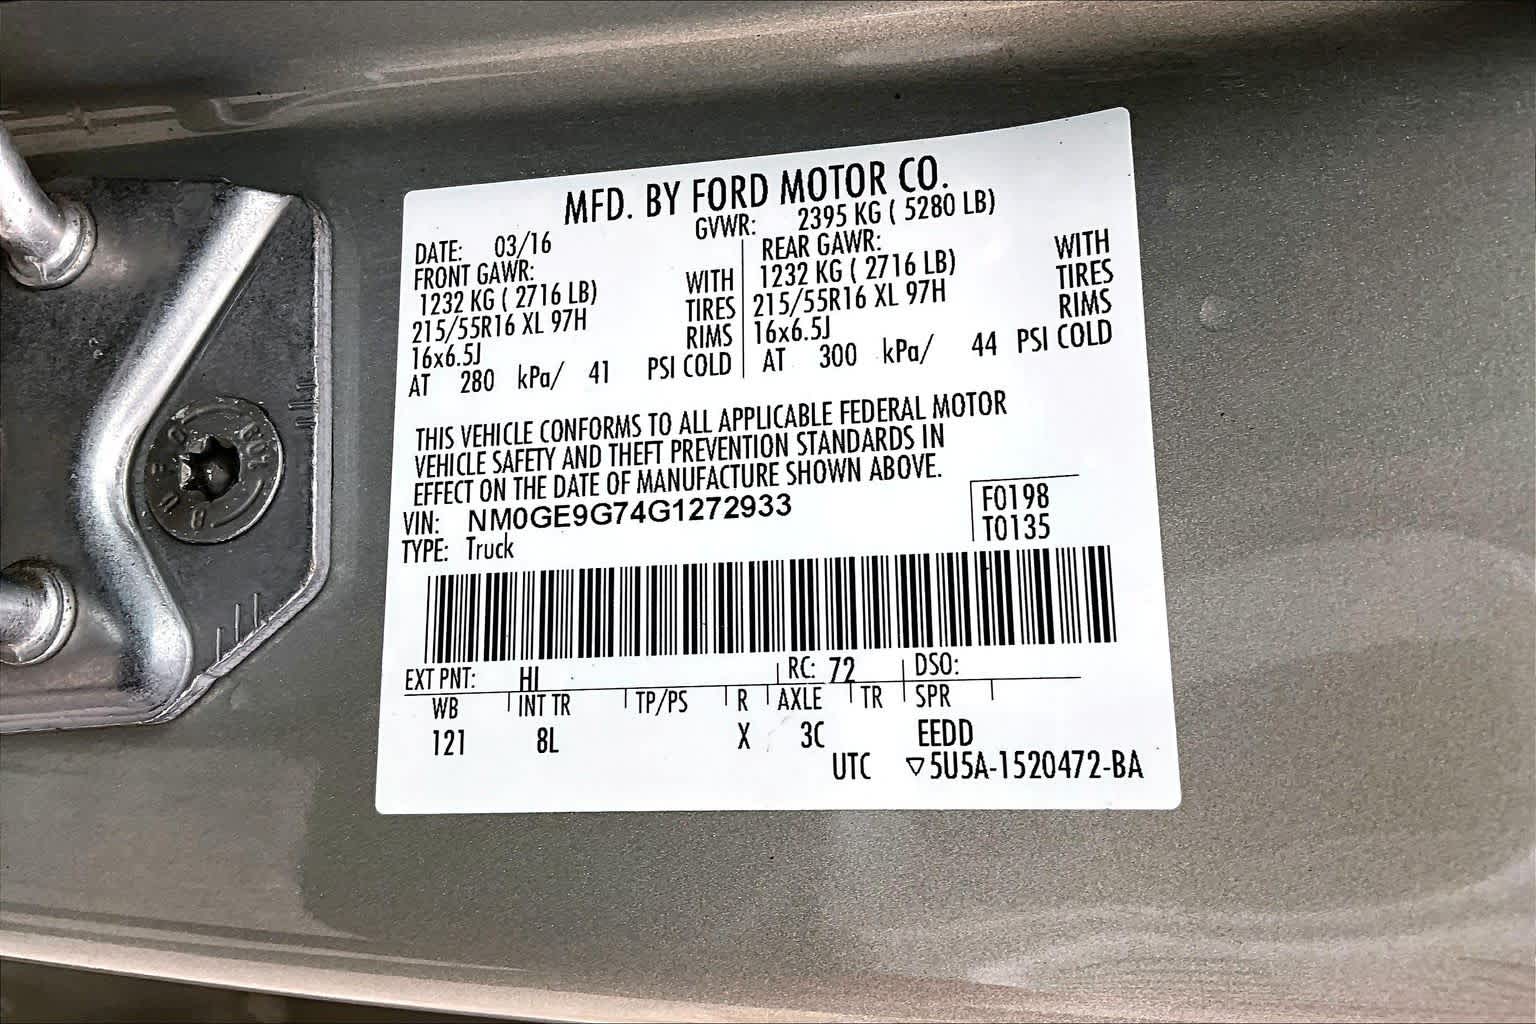 MFD. BY FORD MOTOR CO.
DATE: 03/16 GVWR: 2395 KG ( 5280 LB)
FRONT GAWR:
1232 KG ( 2716 LB) WITH
215/55R16 XL 97H TIRES
16x6.5J RIMS
AT 280 kPa/ 41 PSI COLD
REAR GAWR: WITH
1232 KG ( 2716 LB) TIRES
215/55R16 XL 97H RIMS
16x6.5J
AT 300 kPa/ 44 PSI COLD
THIS VEHICLE CONFORMS TO ALL APPLICABLE FEDERAL MOTOR
VEHICLE SAFETY AND THEFT PREVENTION STANDARDS IN
EFFECT ON THE DATE OF MANUFACTURE SHOWN ABOVE.
VIN: NM0GE9G74G1272933
TYPE: Truck
F0198
T0135
EXT PNT: HI RC: 72 DSO:
WB INT TR TP/PS R AXLE TR SPR
121 8L X 3C EEDD
UTC ▽5U5A-1520472-BA